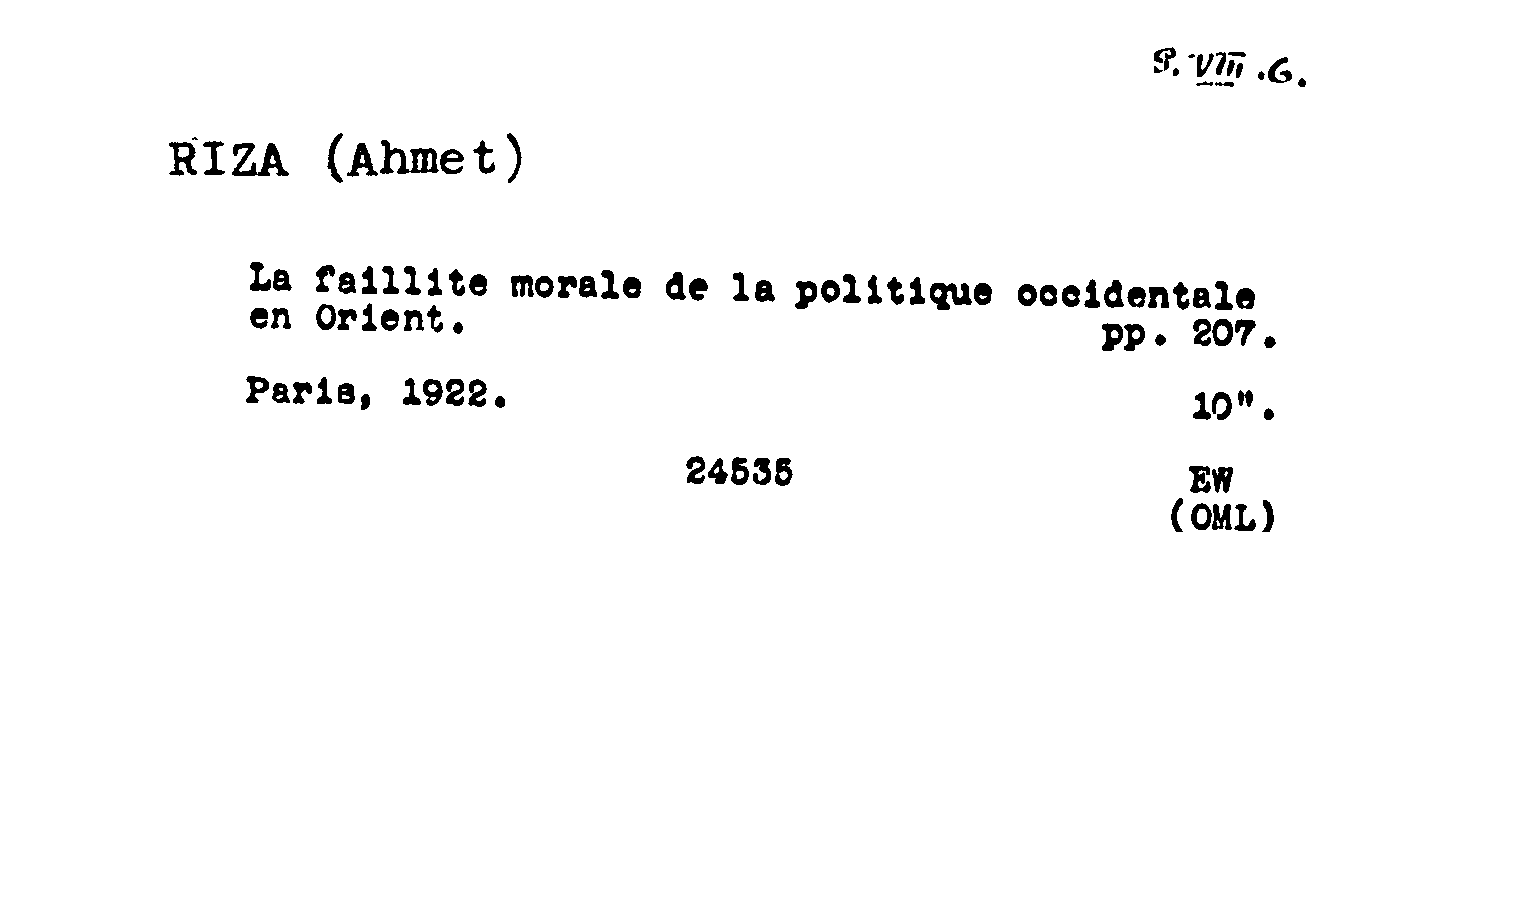 P. VIII .6.
RIZA (Ahmet)
La faillite morale de la politique occidentale
en Orient. pp. 207.
Paris, 1922. 10".
24535 EW
(OML)